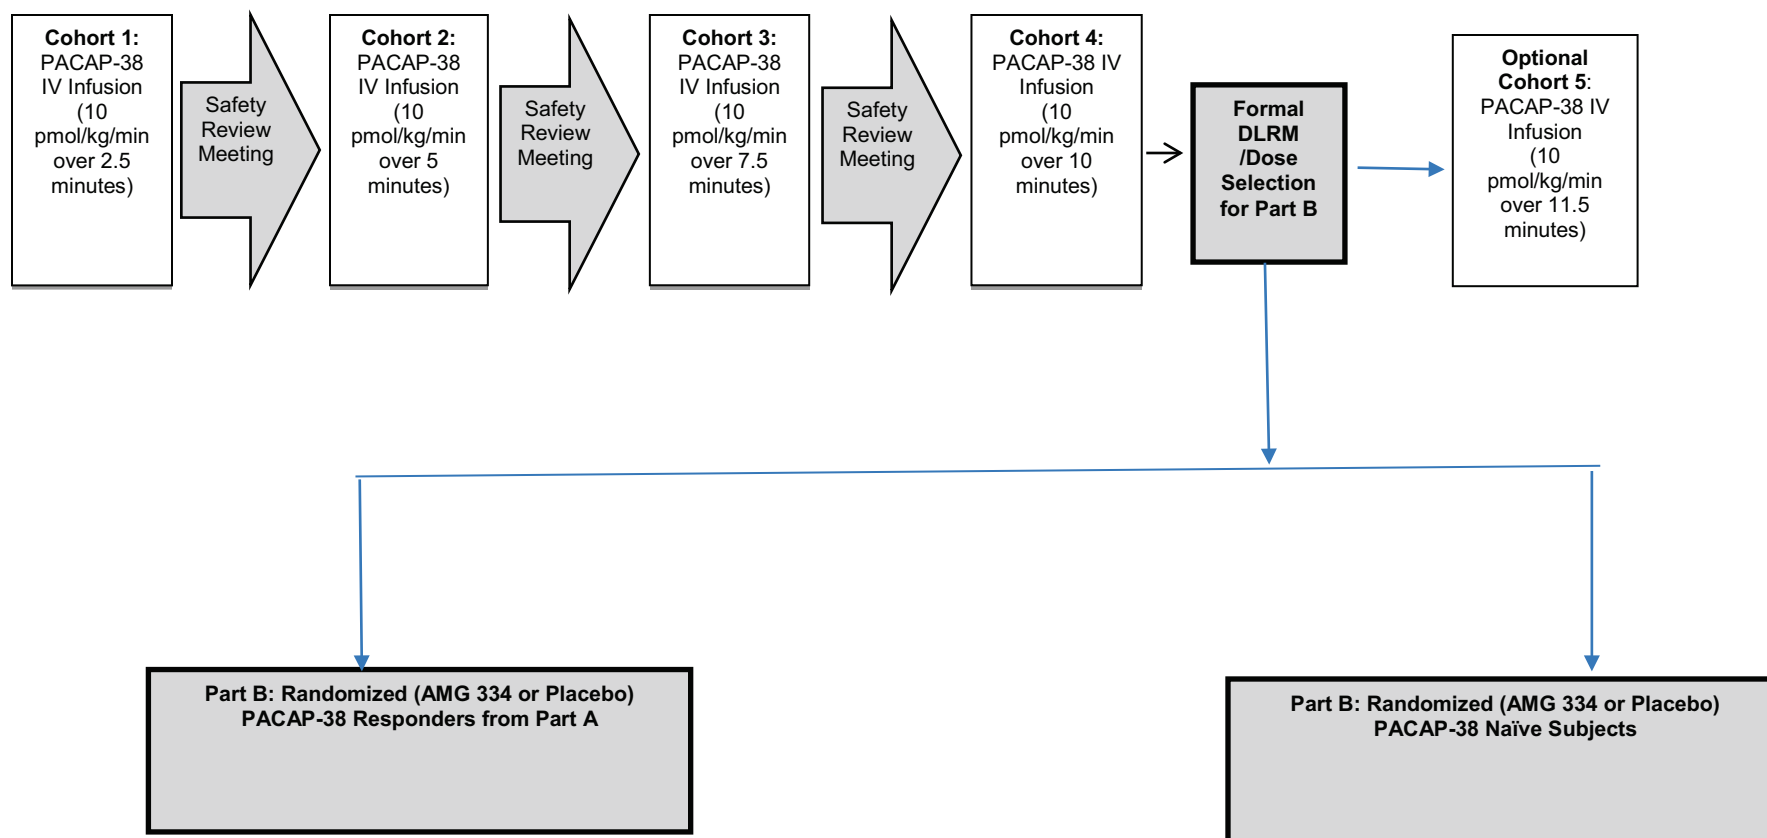 Cohort 1:
PACAP-38
IV Infusion
(10
pmol/kg/min
over 2.5
minutes)
Safety
Review
Meeting
Cohort 2:
PACAP-38
IV Infusion
(10
pmol/kg/min
over 5
minutes)
Safety
Review
Meeting
Cohort 3:
PACAP-38
IV Infusion
(10
pmol/kg/min
over 7.5
minutes)
Safety
Review
Meeting
Cohort 4:
PACAP-38 IV
Infusion
(10
pmol/kg/min
over 10
minutes)
Formal
DLRM
/Dose
Selection
for Part B
Optional
Cohort 5:
PACAP-38 IV
Infusion
(10
pmol/kg/min
over 11.5
minutes)
Part B: Randomized (AMG 334 or Placebo)
PACAP-38 Responders from Part A
Part B: Randomized (AMG 334 or Placebo)
PACAP-38 Naïve Subjects